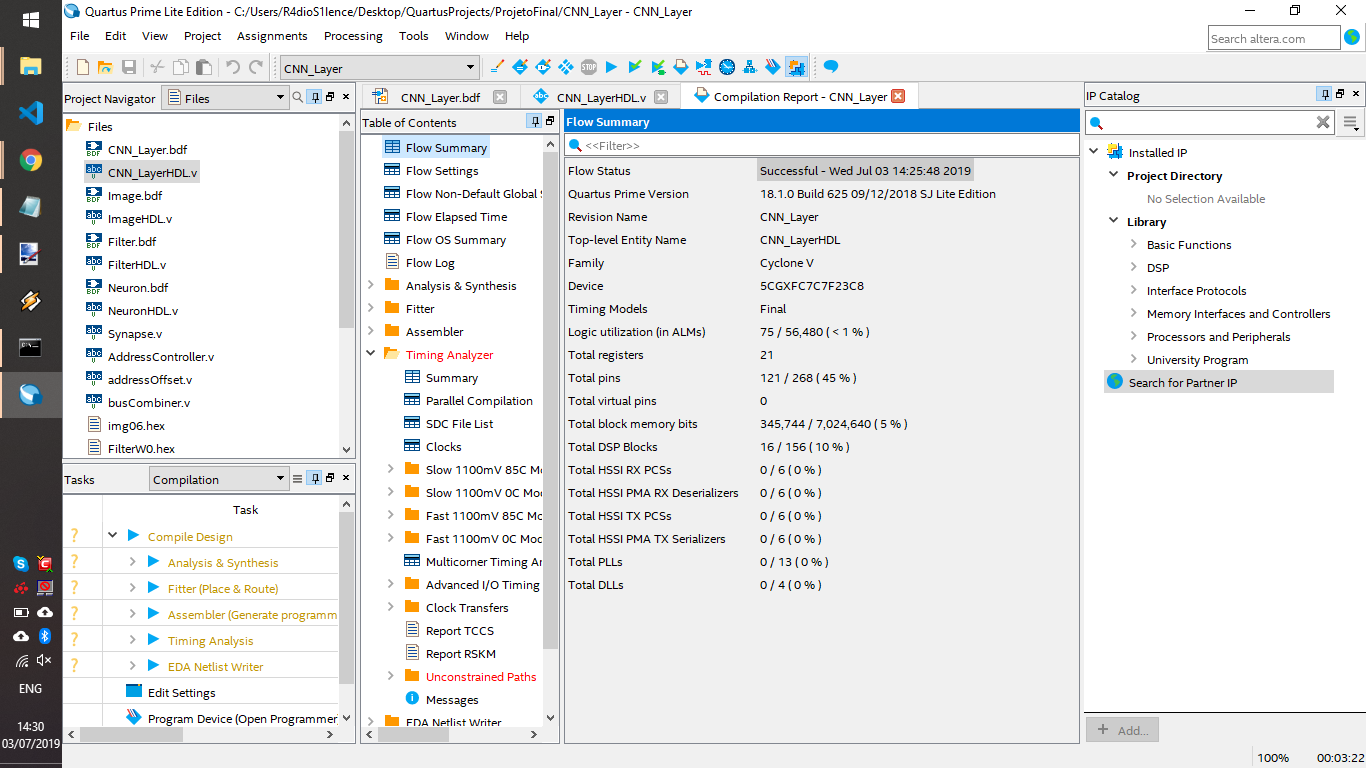 Quartus Prime Lite Edition - C:/Users/R4dioS1lence/Desktop/QuartusProjects/ProjetoFinal/CNN_Layer - CNN_Layer
File Edit View Project Assignments Processing Tools Window Help
Search altera.com
CNN_Layer
STOP
Project Navigator
Files
Files
CNN_Layer.bdf
CNN_LayerHDL.v
Image.bdf
ImageHDL.v
Filter.bdf
FilterHDL.v
Neuron.bdf
NeuronHDL.v
Synapse.v
AddressController.v
addressOffset.v
busCombiner.v
img06.hex
FilterW0.hex
Tasks
Compilation
Task
? Compile Design
? Analysis & Synthesis
? Fitter (Place & Route)
? Assembler (Generate programm
? Timing Analysis
? EDA Netlist Writer
Edit Settings
Program Device (Open Programmer
CNN_Layer.bdf
CNN_LayerHDL.v
Compilation Report - CNN_Layer
Table of Contents
Flow Summary
Flow Settings
Flow Non-Default Global
Flow Elapsed Time
Flow OS Summary
Flow Log
Analysis & Synthesis
Fitter
Assembler
Timing Analyzer
Summary
Parallel Compilation
SDC File List
Clocks
Slow 1100mV 85C Mo
Slow 1100mV 0C Mod
Fast 1100mV 85C Mo
Fast 1100mV 0C Mod
Multicorner Timing An
Advanced I/O Timing
Clock Transfers
Report TCCS
Report RSKM
Unconstrained Paths
Messages
EDA Netlist Writer
Flow Summary
<<Filter>>
Flow Status Successful - Wed Jul 03 14:25:48 2019
Quartus Prime Version 18.1.0 Build 625 09/12/2018 SJ Lite Edition
Revision Name CNN_Layer
Top-level Entity Name CNN_LayerHDL
Family Cyclone V
Device 5CGXFC7C7F23C8
Timing Models Final
Logic utilization (in ALMs) 75 / 56,480 ( < 1 % )
Total registers 21
Total pins 121 / 268 ( 45 % )
Total virtual pins 0
Total block memory bits 345,744 / 7,024,640 ( 5 % )
Total DSP Blocks 16 / 156 ( 10 % )
Total HSSI RX PCSs 0 / 6 ( 0 % )
Total HSSI PMA RX Deserializers 0 / 6 ( 0 % )
Total HSSI TX PCSs 0 / 6 ( 0 % )
Total HSSI PMA TX Serializers 0 / 6 ( 0 % )
Total PLLs 0 / 13 ( 0 % )
Total DLLs 0 / 4 ( 0 % )
IP Catalog
Installed IP
Project Directory
No Selection Available
Library
Basic Functions
DSP
Interface Protocols
Memory Interfaces and Controllers
Processors and Peripherals
University Program
Search for Partner IP
+ Add...
100% 00:03:22
ENG
14:30
03/07/2019